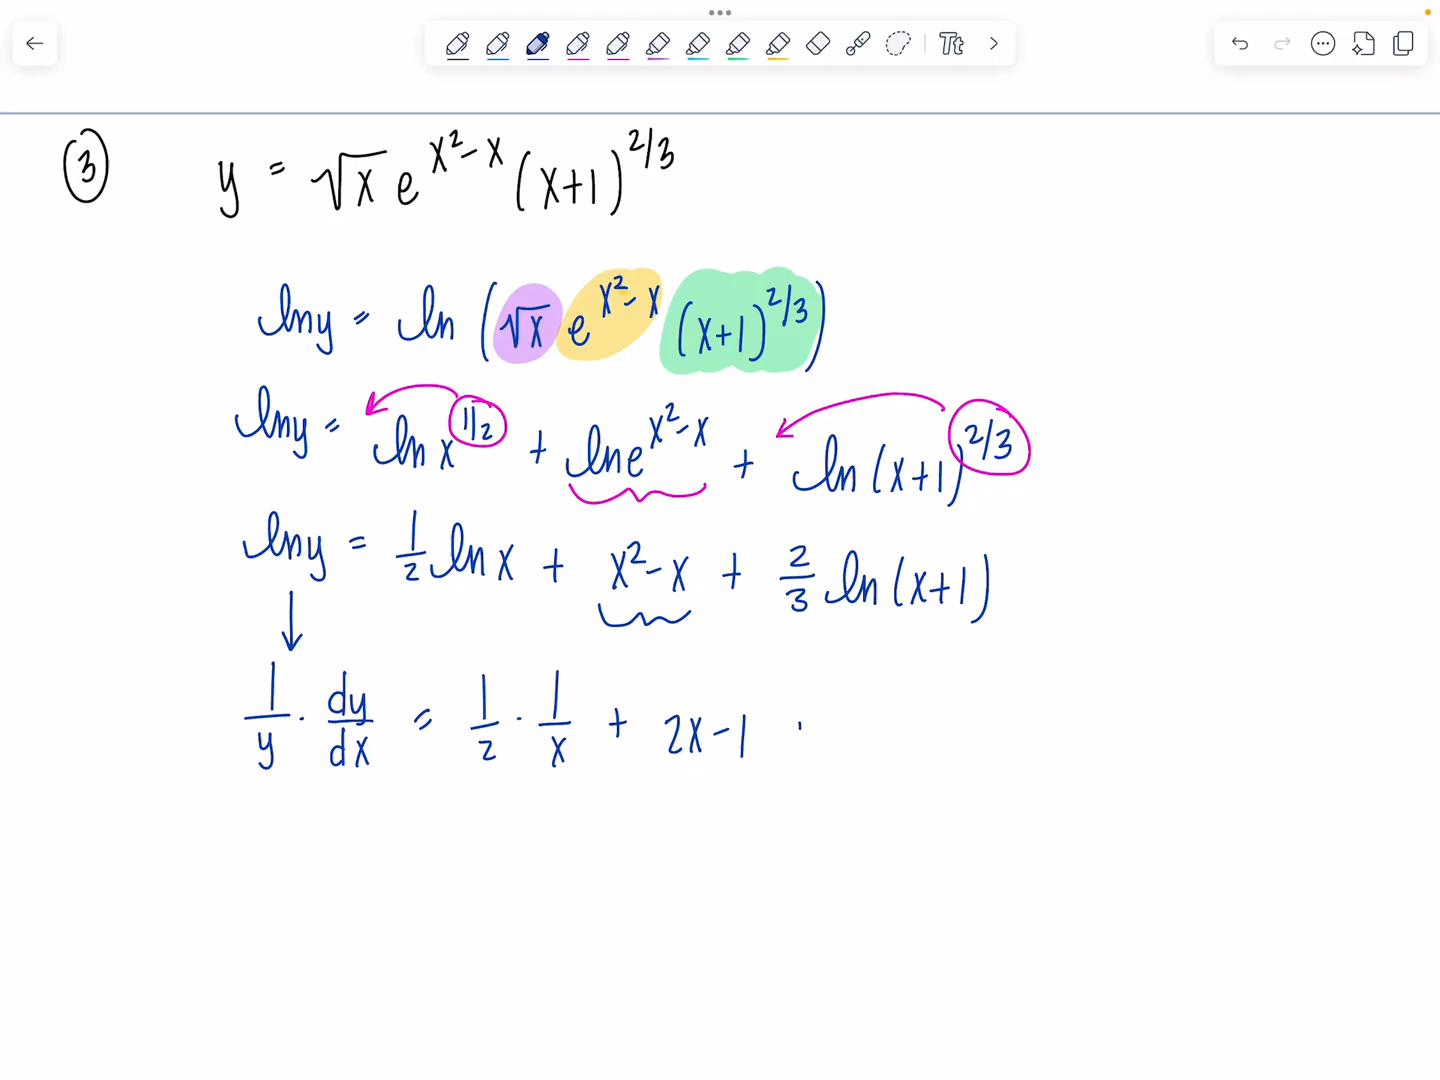 Tt
③ y = √x e^(x²-x) (x+1)^(2/3)
ln y = ln (√x e^(x²-x) (x+1)^(2/3))
ln y = ln x^(1/2) + ln e^(x²-x) + ln (x+1)^(2/3)
ln y = 1/2 ln x + x²-x + 2/3 ln (x+1)
1/y · dy/dx = 1/2 · 1/x + 2x-1